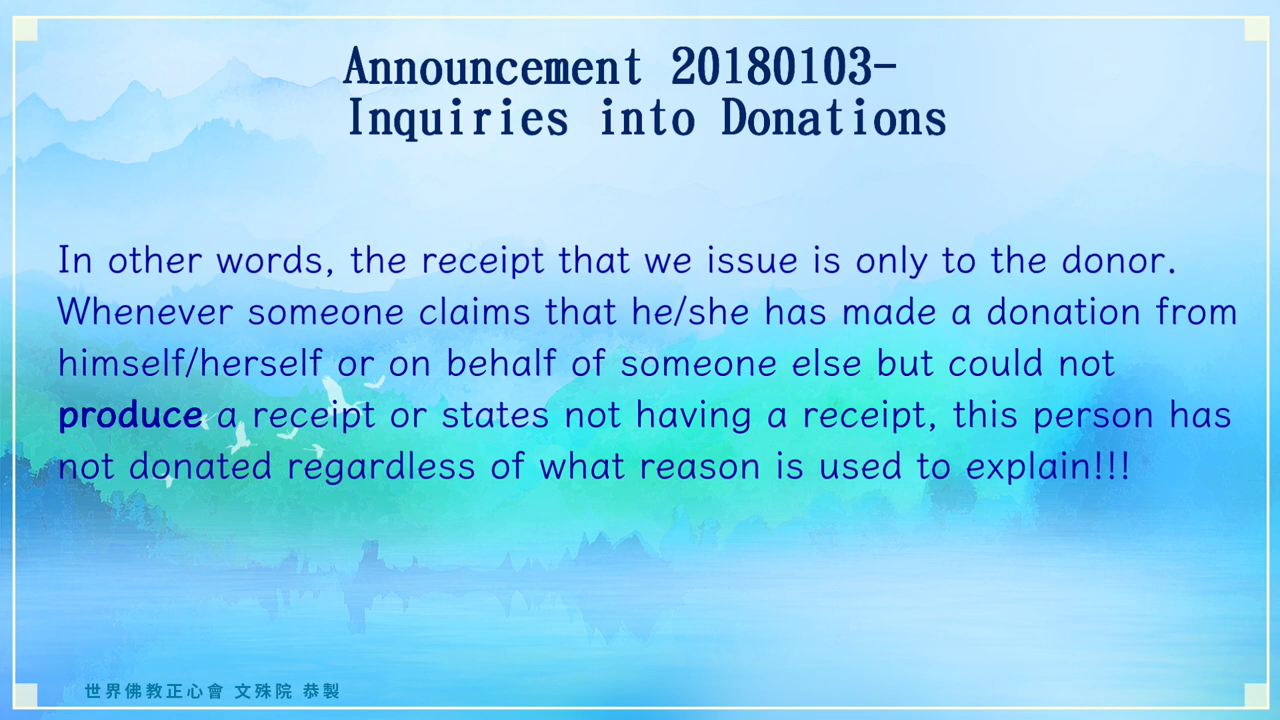 Announcement 20180103-
Inquiries into Donations
In other words, the receipt that we issue is only to the donor.
Whenever someone claims that he/she has made a donation from
himself/herself or on behalf of someone else but could not
produce a receipt or states not having a receipt, this person has
not donated regardless of what reason is used to explain!!!
世界佛教正心會 文殊院 恭製